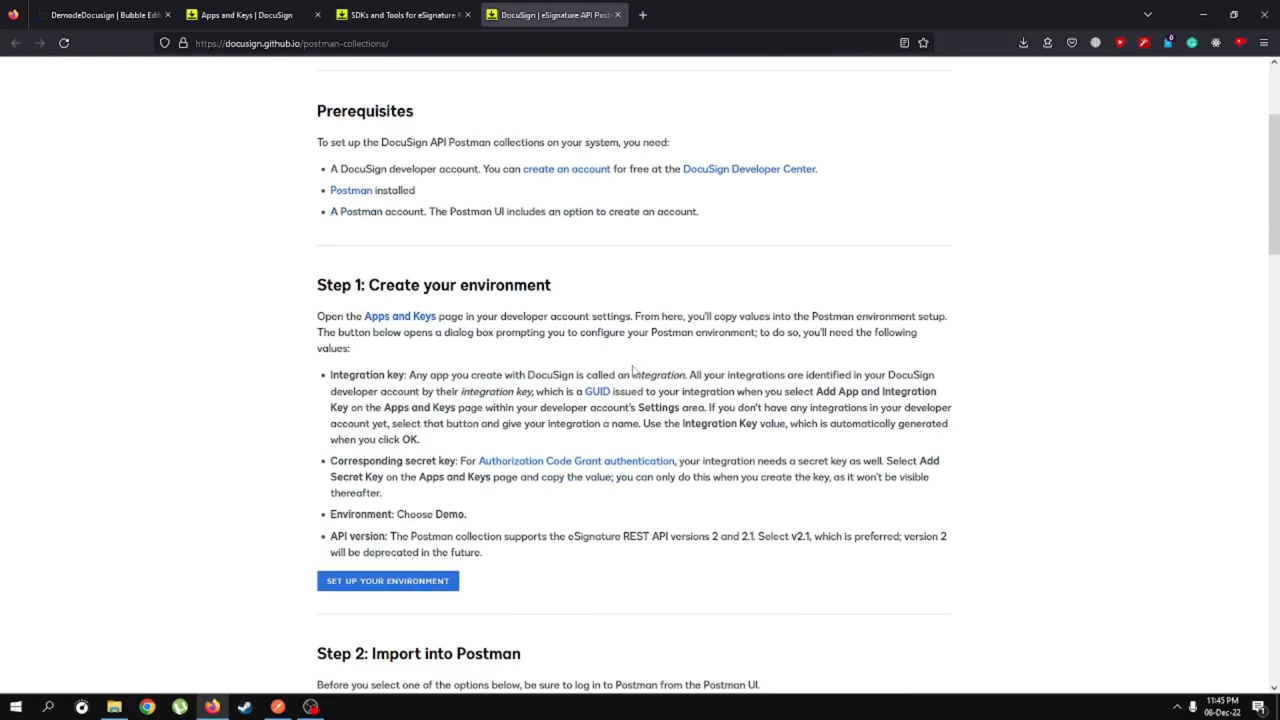 DemodeDocusign | Bubble Edit
Apps and Keys | DocuSign
SDKs and Tools for eSignature R
DocuSign | eSignature API Post
https://docusign.github.io/postman-collections/
Prerequisites
To set up the DocuSign API Postman collections on your system, you need:
• A DocuSign developer account. You can create an account for free at the DocuSign Developer Center.
• Postman installed
• A Postman account. The Postman UI includes an option to create an account.
Step 1: Create your environment
Open the Apps and Keys page in your developer account settings. From here, you'll copy values into the Postman environment setup.
The button below opens a dialog box prompting you to configure your Postman environment; to do so, you'll need the following
values:
• Integration key: Any app you create with DocuSign is called an integration. All your integrations are identified in your DocuSign
developer account by their integration key, which is a GUID issued to your integration when you select Add App and Integration
Key on the Apps and Keys page within your developer account's Settings area. If you don't have any integrations in your developer
account yet, select that button and give your integration a name. Use the Integration Key value, which is automatically generated
when you click OK.
• Corresponding secret key: For Authorization Code Grant authentication, your integration needs a secret key as well. Select Add
Secret Key on the Apps and Keys page and copy the value; you can only do this when you create the key, as it won't be visible
thereafter.
• Environment: Choose Demo.
• API version: The Postman collection supports the eSignature REST API versions 2 and 2.1. Select v2.1, which is preferred; version 2
will be deprecated in the future.
SET UP YOUR ENVIRONMENT
Step 2: Import into Postman
Before you select one of the options below, be sure to log in to Postman from the Postman UI.
11:45 PM
08-Dec-22